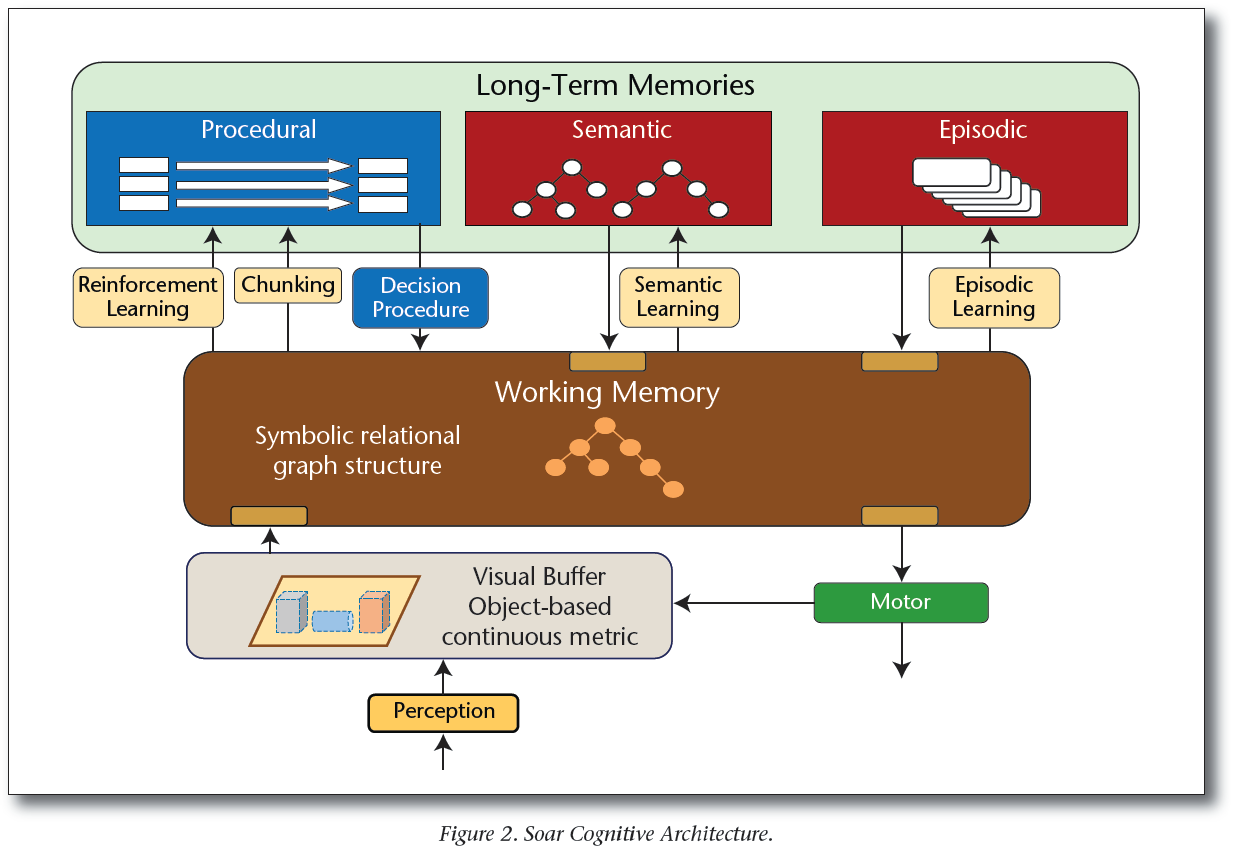 Long-Term Memories
Procedural
Semantic
Episodic
Reinforcement
Learning
Chunking
Decision
Procedure
Semantic
Learning
Episodic
Learning
Working Memory
Symbolic relational
graph structure
Visual Buffer
Object-based
continuous metric
Motor
Perception
Figure 2. Soar Cognitive Architecture.